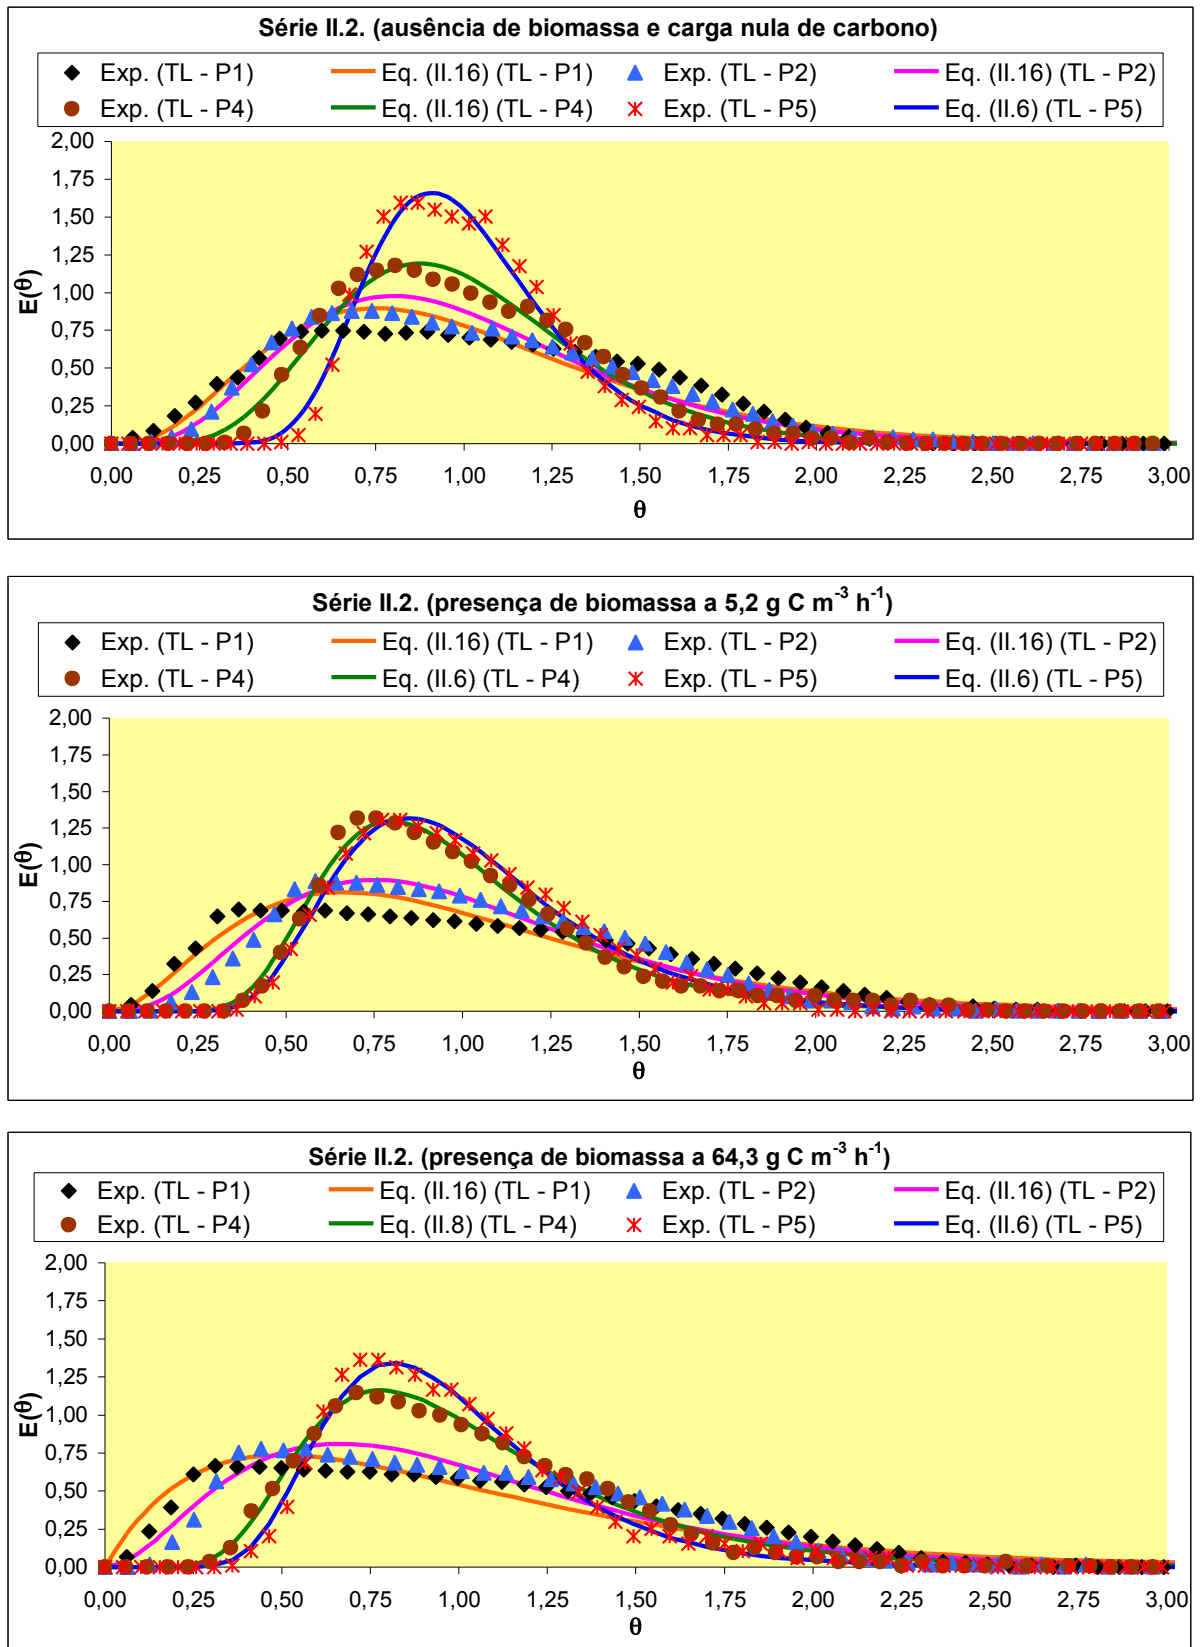 Série II.2. (ausência de biomassa e carga nula de carbono)
Exp. (TL - P1) Eq. (II.16) (TL - P1) Exp. (TL - P2) Eq. (II.16) (TL - P2)
Exp. (TL - P4) Eq. (II.16) (TL - P4) Exp. (TL - P5) Eq. (II.6) (TL - P5)
2,00
1,75
1,50
1,25
1,00
0,75
0,50
0,25
0,00
E(θ)
0,00 0,25 0,50 0,75 1,00 1,25 1,50 1,75 2,00 2,25 2,50 2,75 3,00
θ
Série II.2. (presença de biomassa a 5,2 g C m⁻³ h⁻¹)
Exp. (TL - P1) Eq. (II.16) (TL - P1) Exp. (TL - P2) Eq. (II.16) (TL - P2)
Exp. (TL - P4) Eq. (II.6) (TL - P4) Exp. (TL - P5) Eq. (II.6) (TL - P5)
2,00
1,75
1,50
1,25
1,00
0,75
0,50
0,25
0,00
E(θ)
0,00 0,25 0,50 0,75 1,00 1,25 1,50 1,75 2,00 2,25 2,50 2,75 3,00
θ
Série II.2. (presença de biomassa a 64,3 g C m⁻³ h⁻¹)
Exp. (TL - P1) Eq. (II.16) (TL - P1) Exp. (TL - P2) Eq. (II.16) (TL - P2)
Exp. (TL - P4) Eq. (II.8) (TL - P4) Exp. (TL - P5) Eq. (II.6) (TL - P5)
2,00
1,75
1,50
1,25
1,00
0,75
0,50
0,25
0,00
E(θ)
0,00 0,25 0,50 0,75 1,00 1,25 1,50 1,75 2,00 2,25 2,50 2,75 3,00
θ